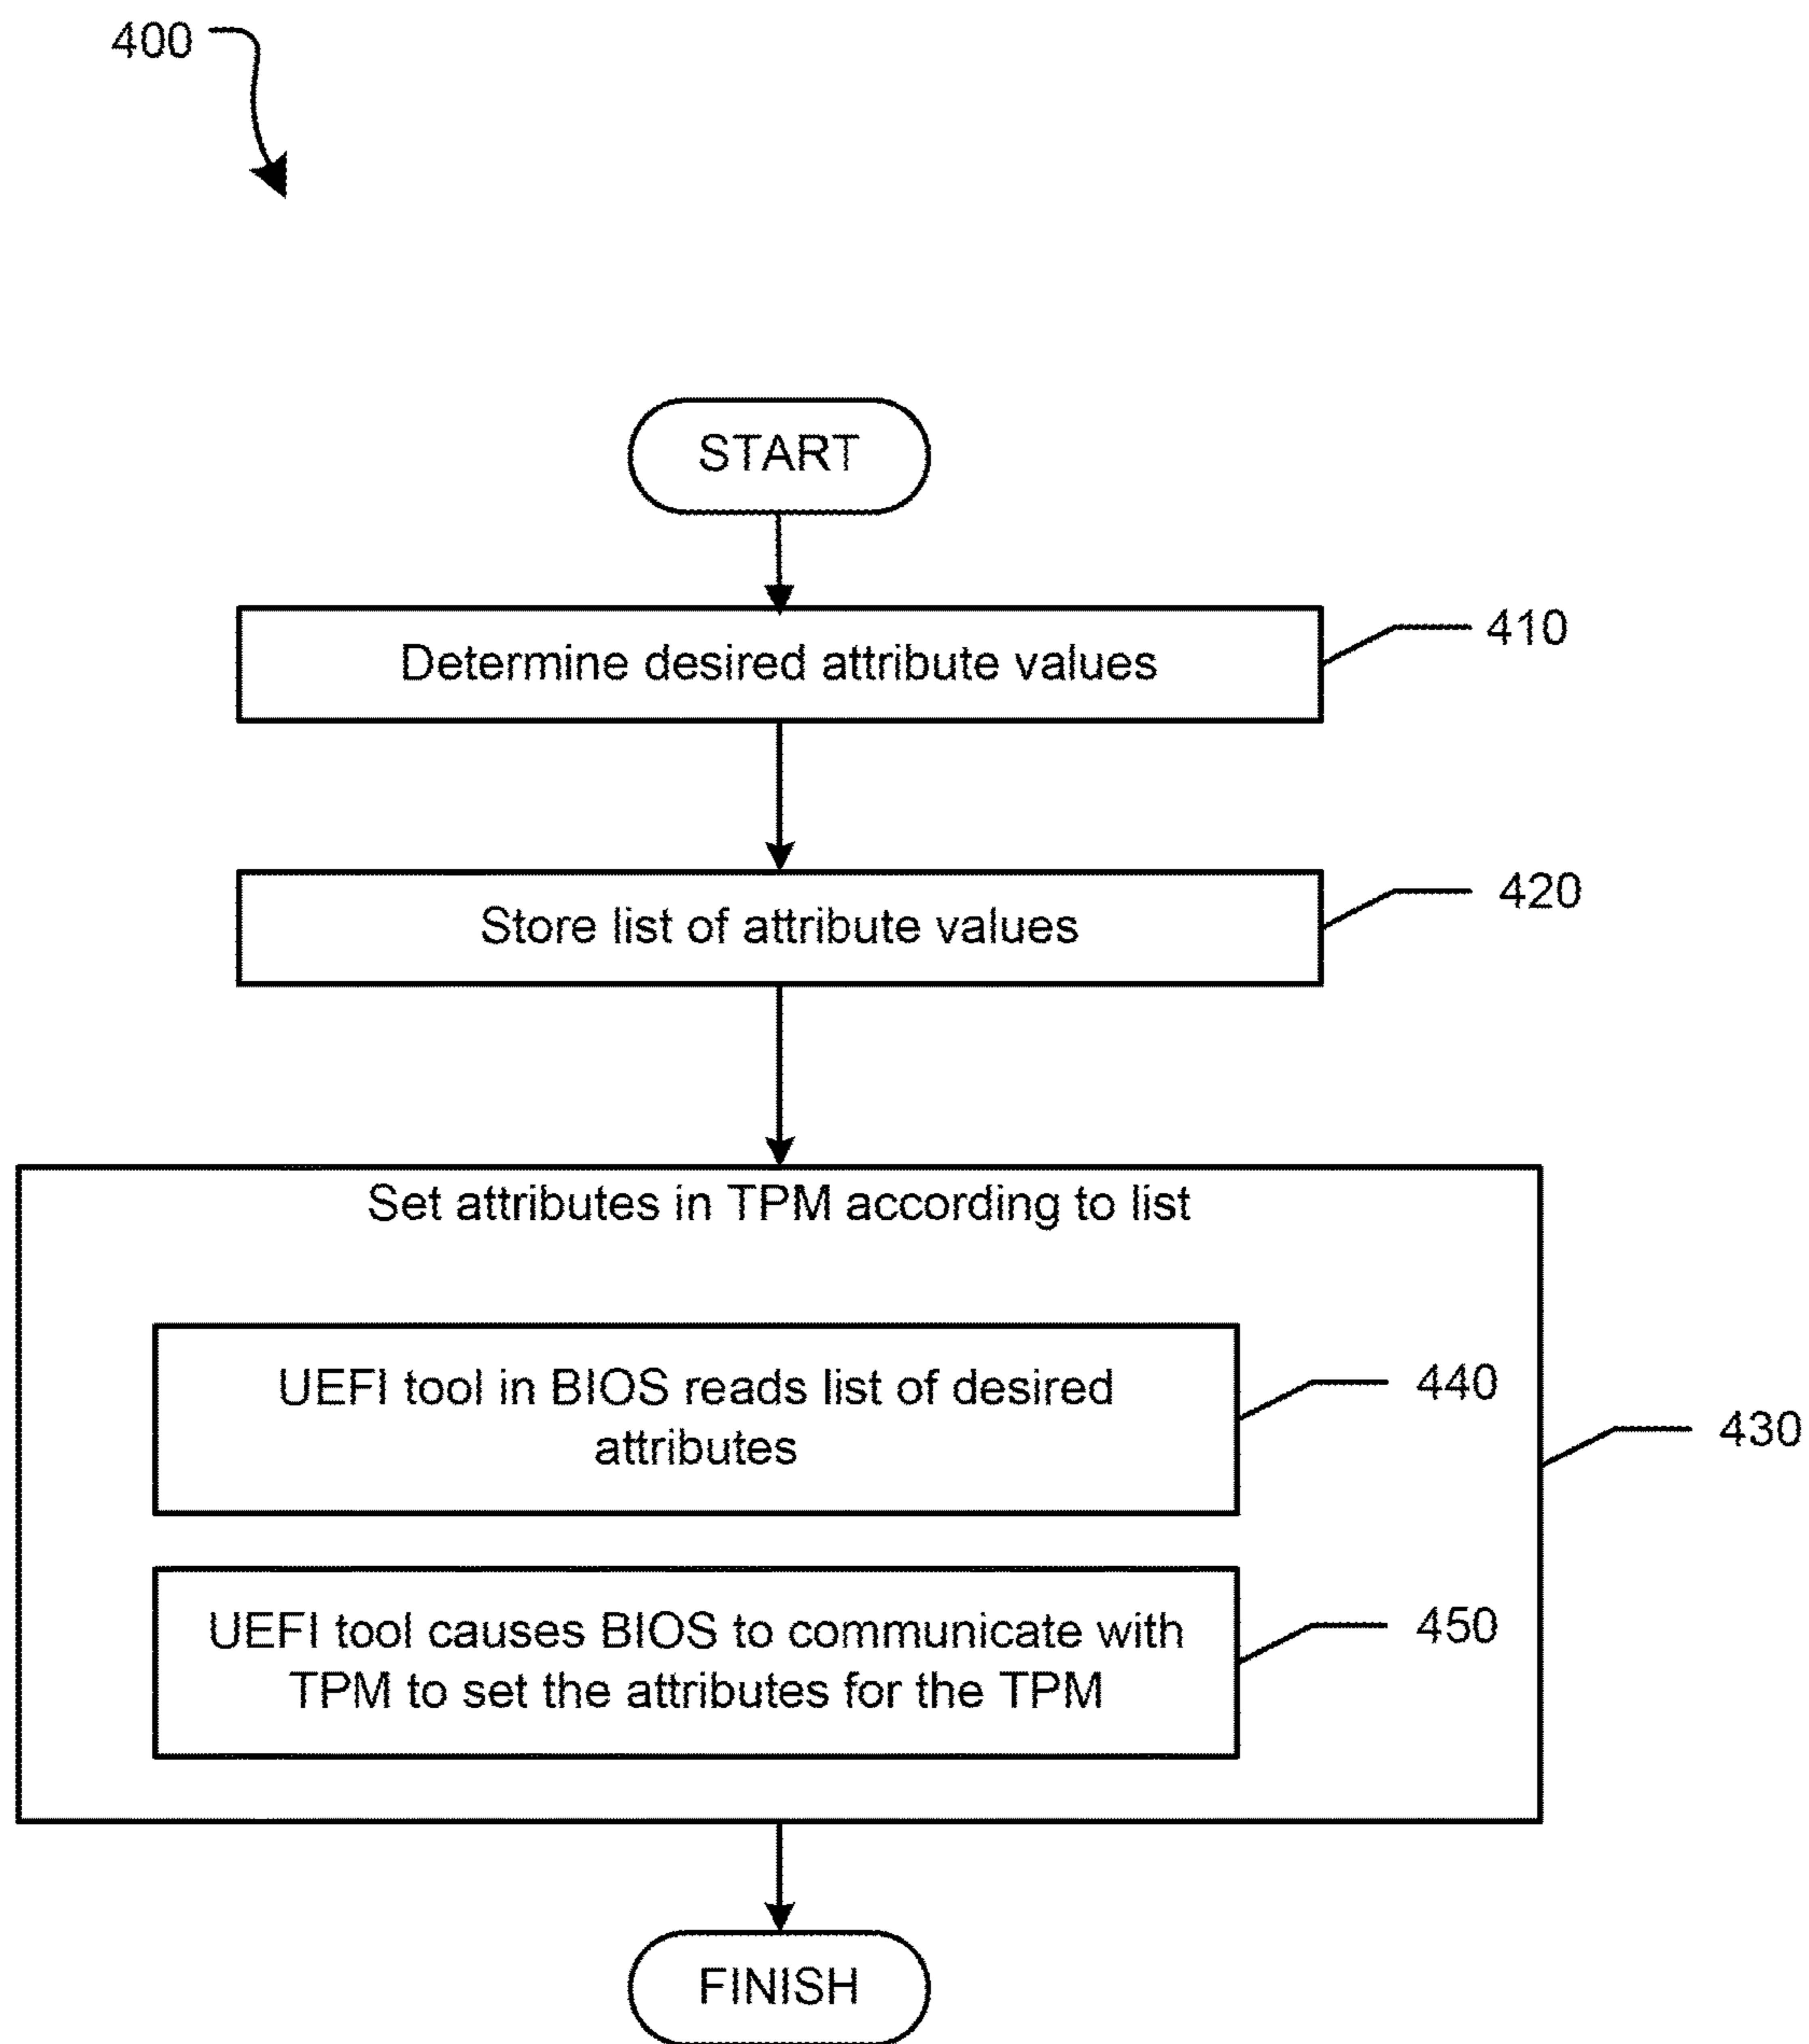 400
START
Determine desired attribute values
410
Store list of attribute values
420
Set attributes in TPM according to list
UEFI tool in BIOS reads list of desired
attributes
440
430
UEFI tool causes BIOS to communicate with
TPM to set the attributes for the TPM
450
FINISH